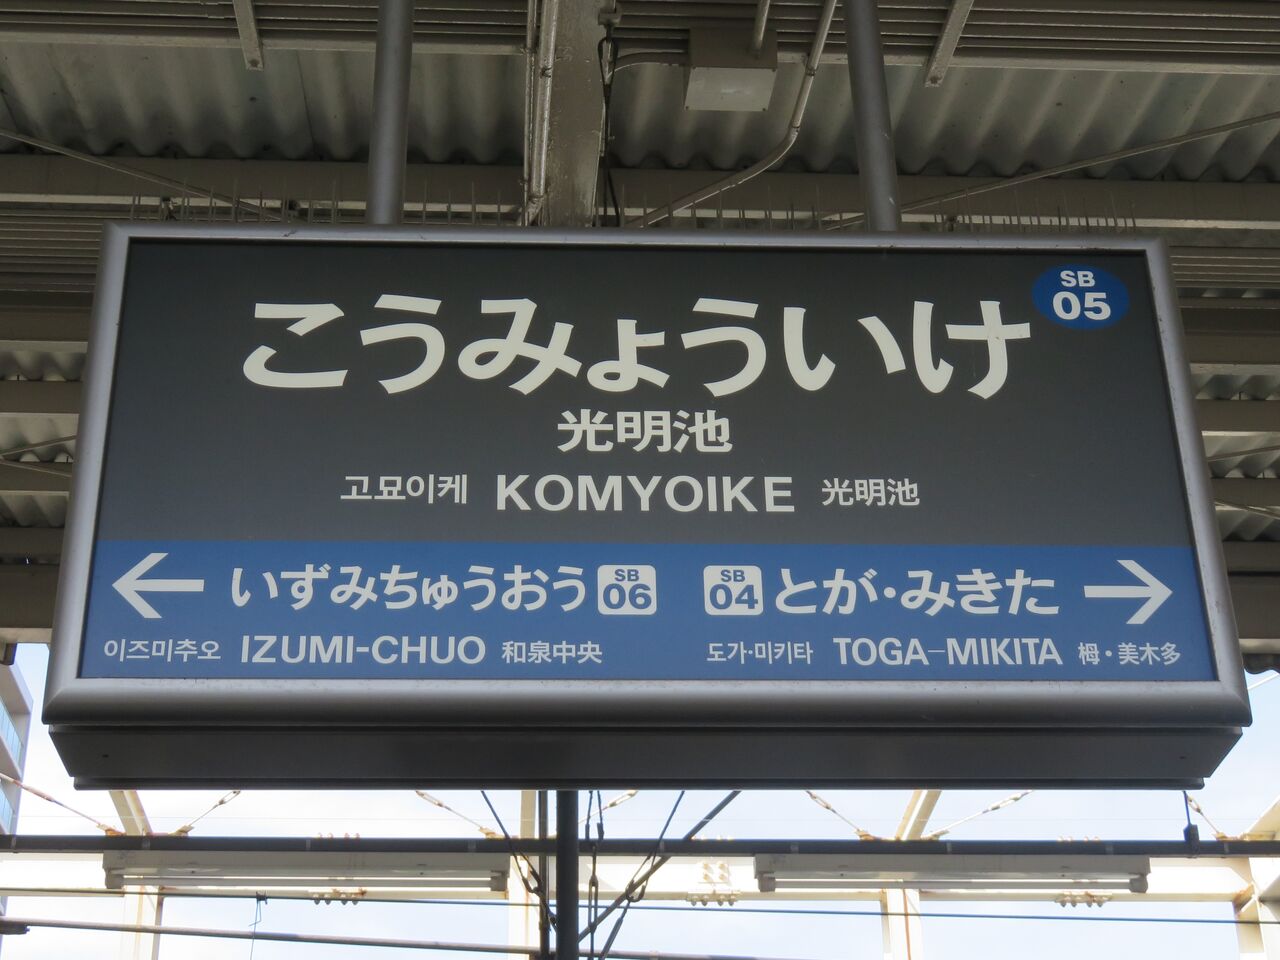 SB
05
こうみょういけ
光明池
고묘이케 KOMYOIKE 光明池
← いずみちゅうおう SB 06 SB 04 とが・みきた →
이즈미추오 IZUMI-CHUO 和泉中央 도가·미키타 TOGA-MIKITA 栂・美木多